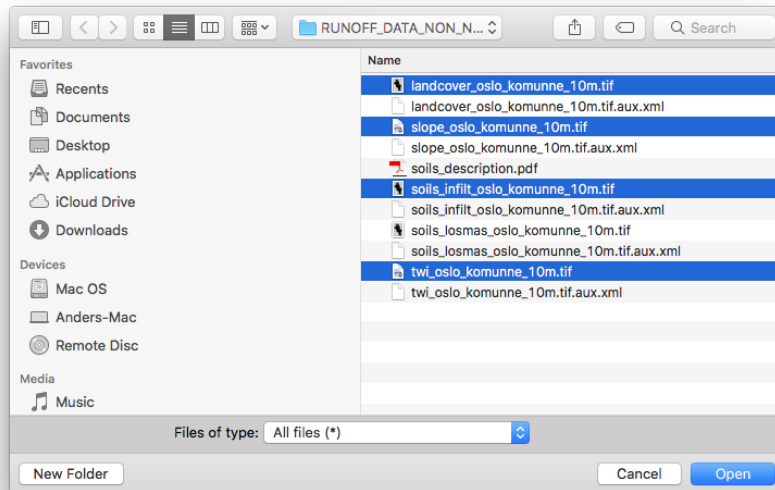 RUNOFF_DATA_NON_N...
Search
Favorites
Recents
Documents
Desktop
Applications
iCloud Drive
Downloads
Devices
Mac OS
Anders-Mac
Remote Disc
Media
Music
Name
landcover_oslo_komunne_10m.tif
landcover_oslo_komunne_10m.tif.aux.xml
slope_oslo_komunne_10m.tif
slope_oslo_komunne_10m.tif.aux.xml
soils_description.pdf
soils_infilt_oslo_komunne_10m.tif
soils_infilt_oslo_komunne_10m.tif.aux.xml
soils_losmas_oslo_komunne_10m.tif
soils_losmas_oslo_komunne_10m.tif.aux.xml
twi_oslo_komunne_10m.tif
twi_oslo_komunne_10m.tif.aux.xml
Files of type: All files (*)
New Folder
Cancel
Open